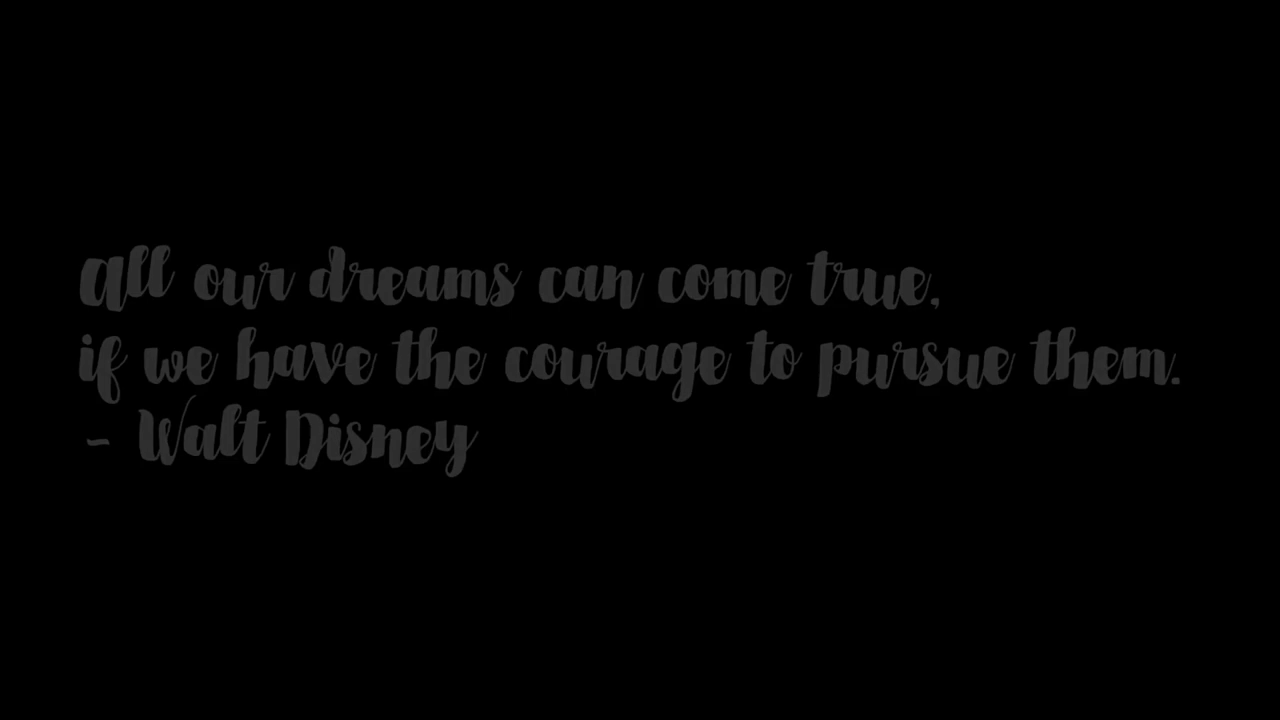 All our dreams can come true,
if we have the courage to pursue them.
- Walt Disney